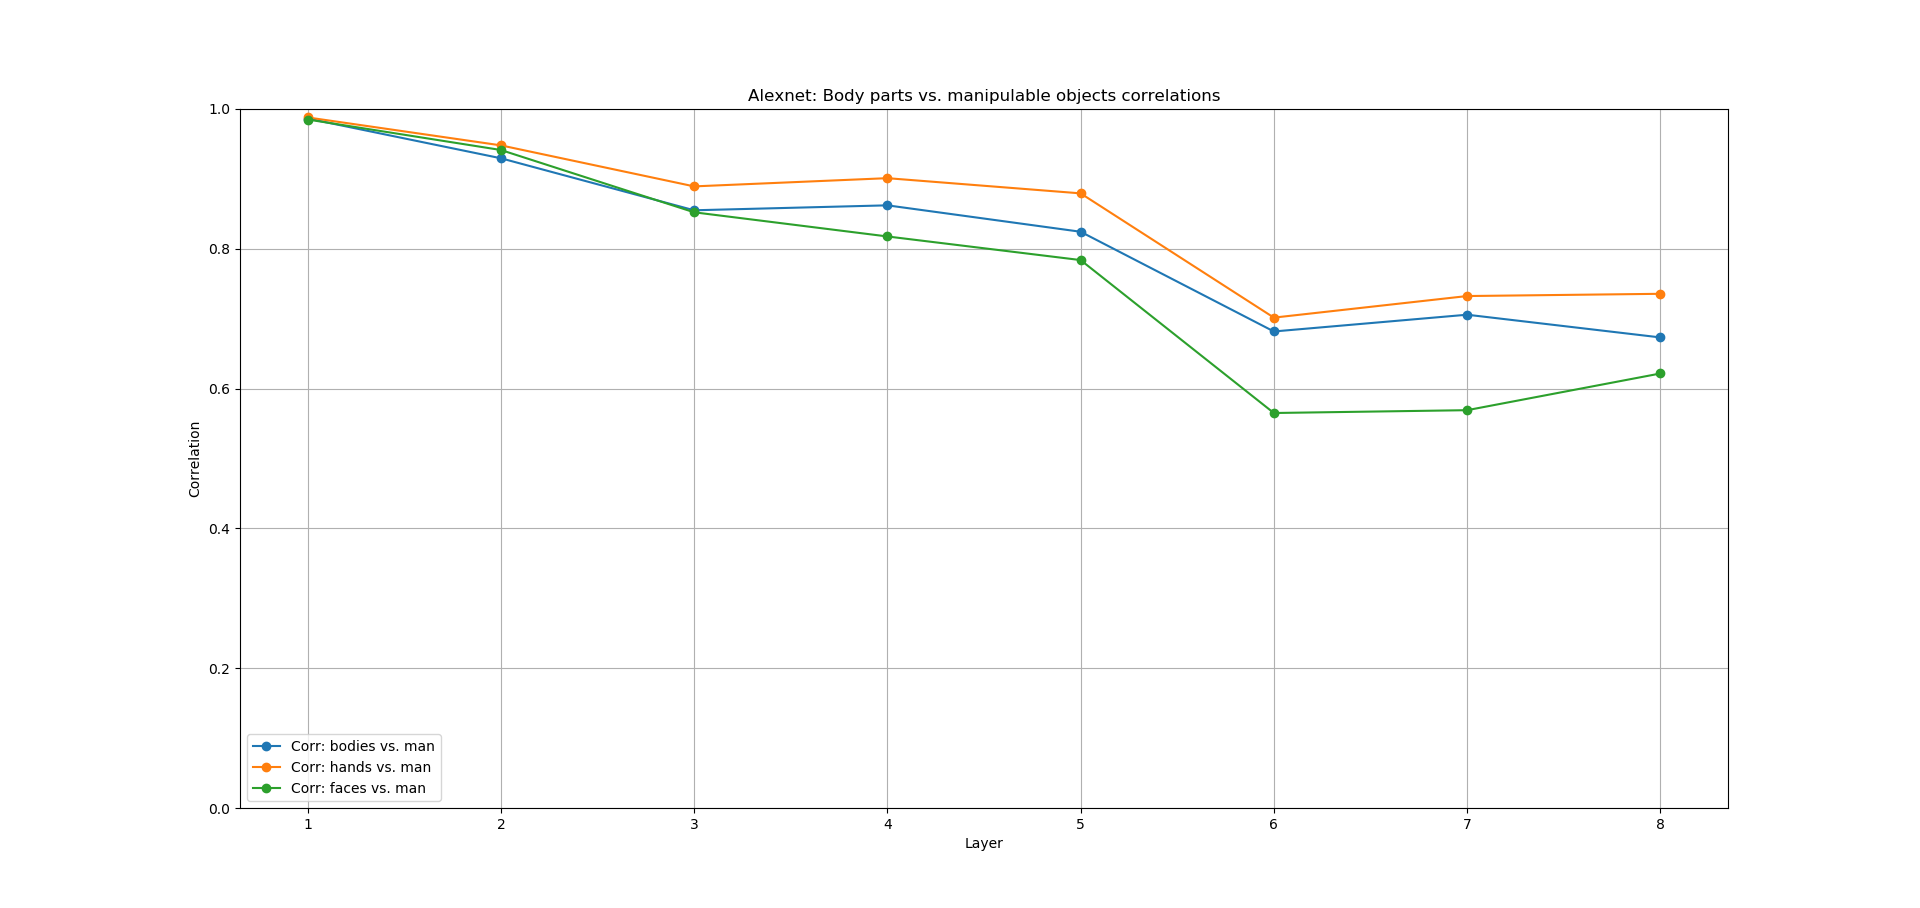 Alexnet: Body parts vs. manipulable objects correlations
1.0
0.8
0.6
0.4
0.2
0.0
Correlation
Corr: bodies vs. man
Corr: hands vs. man
Corr: faces vs. man
1 2 3 4 5 6 7 8
Layer